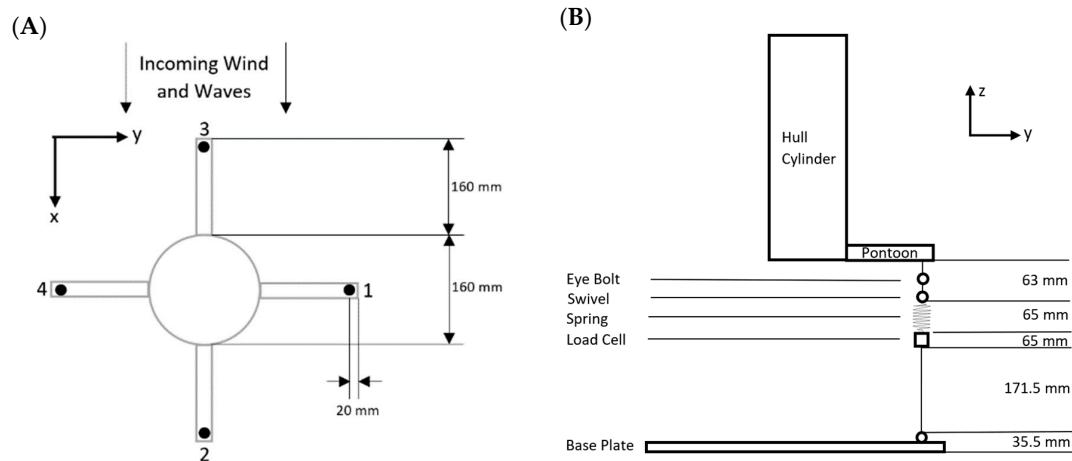 (A)
Incoming Wind
and Waves
y
x
3
160 mm
160 mm
4
1
20 mm
2
(B)
z
y
Hull
Cylinder
Pontoon
Eye Bolt
63 mm
Swivel
Spring
65 mm
Load Cell
65 mm
171.5 mm
Base Plate
35.5 mm